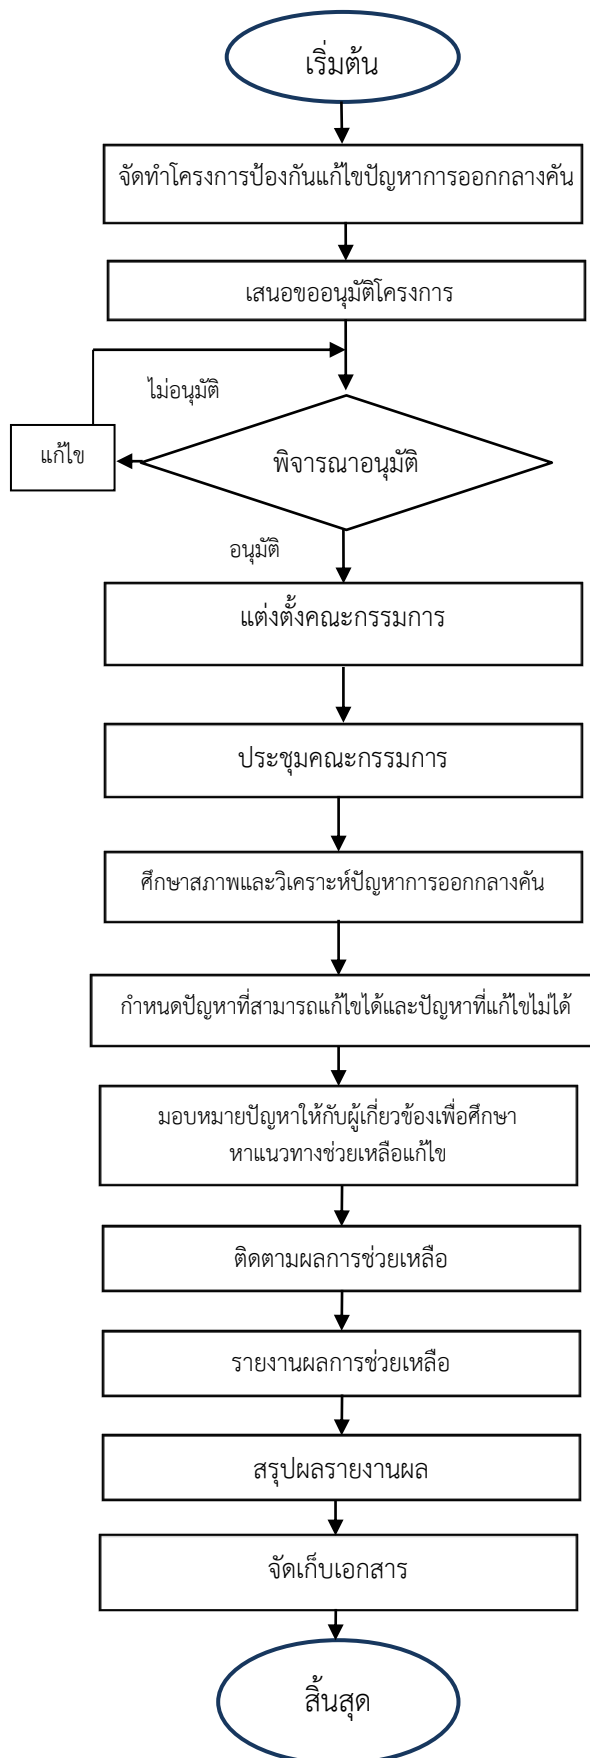 เริ่มต้น
จัดทำโครงการป้องกันแก้ไขปัญหาการออกกลางคัน
เสนอขออนุมัติโครงการ
ไม่อนุมัติ
แก้ไข
พิจารณาอนุมัติ
อนุมัติ
แต่งตั้งคณะกรรมการ
ประชุมคณะกรรมการ
ศึกษาสภาพและวิเคราะห์ปัญหาการออกกลางคัน
กำหนดปัญหาที่สามารถแก้ไขได้และปัญหาที่แก้ไขไม่ได้
มอบหมายปัญหาให้กับผู้เกี่ยวข้องเพื่อศึกษา
หาแนวทางช่วยเหลือแก้ไข
ติดตามผลการช่วยเหลือ
รายงานผลการช่วยเหลือ
สรุปผลรายงานผล
จัดเก็บเอกสาร
สิ้นสุด